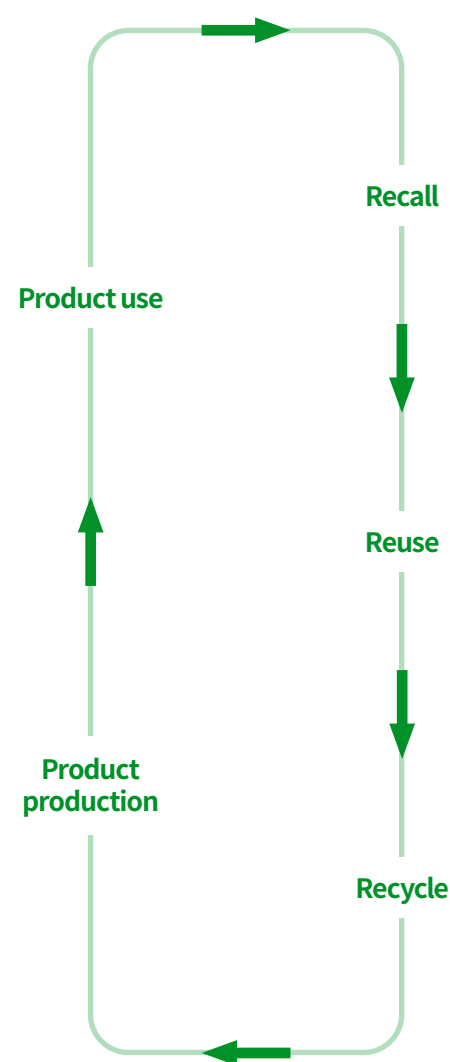 Recall
Product use
Reuse
Product
production
Recycle